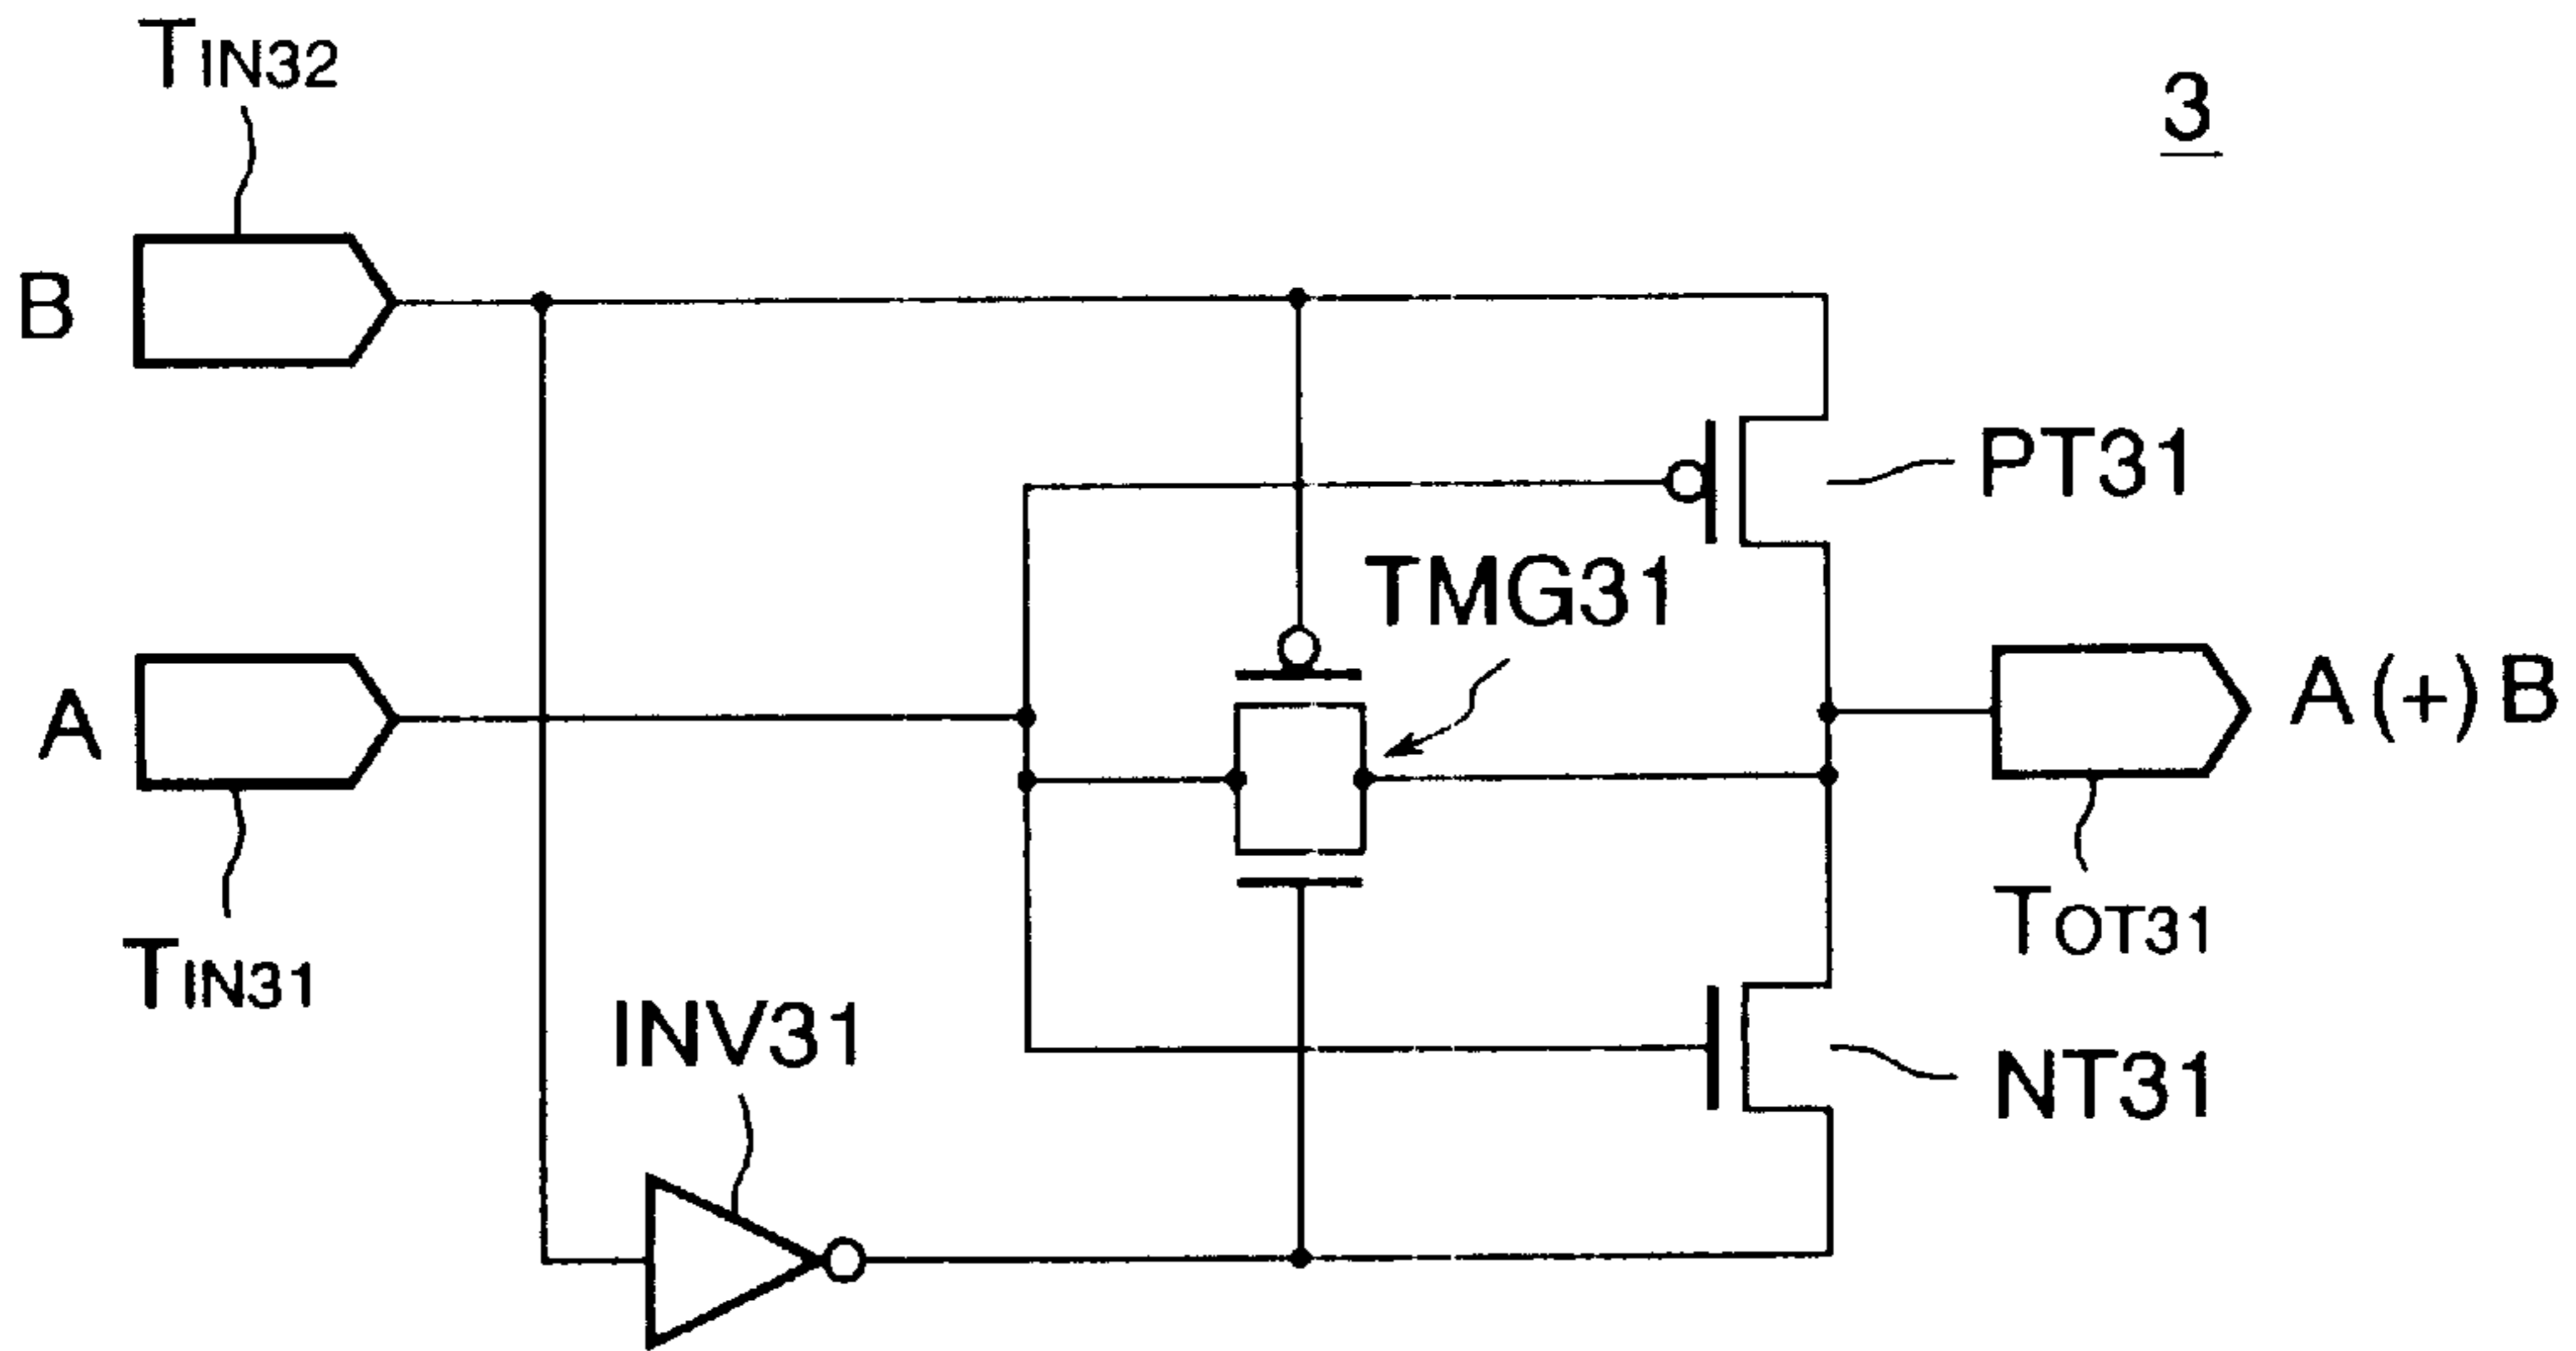 TIN32
3
B
PT31
TMG31
A
A (+) B
TIN31
TOT31
INV31
NT31